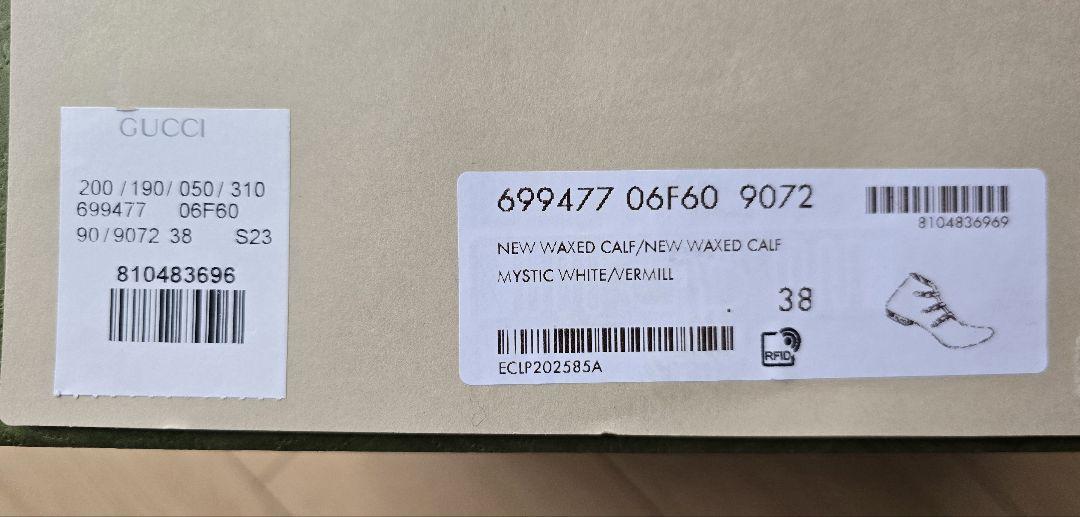 GUCCI
200 / 190 / 050 / 310
699477 06F60
90/9072 38 S23
810483696
699477 06F60 9072
8104836969
NEW WAXED CALF/NEW WAXED CALF
MYSTIC WHITE/VERMILL
38
ECLP202585A
RFID